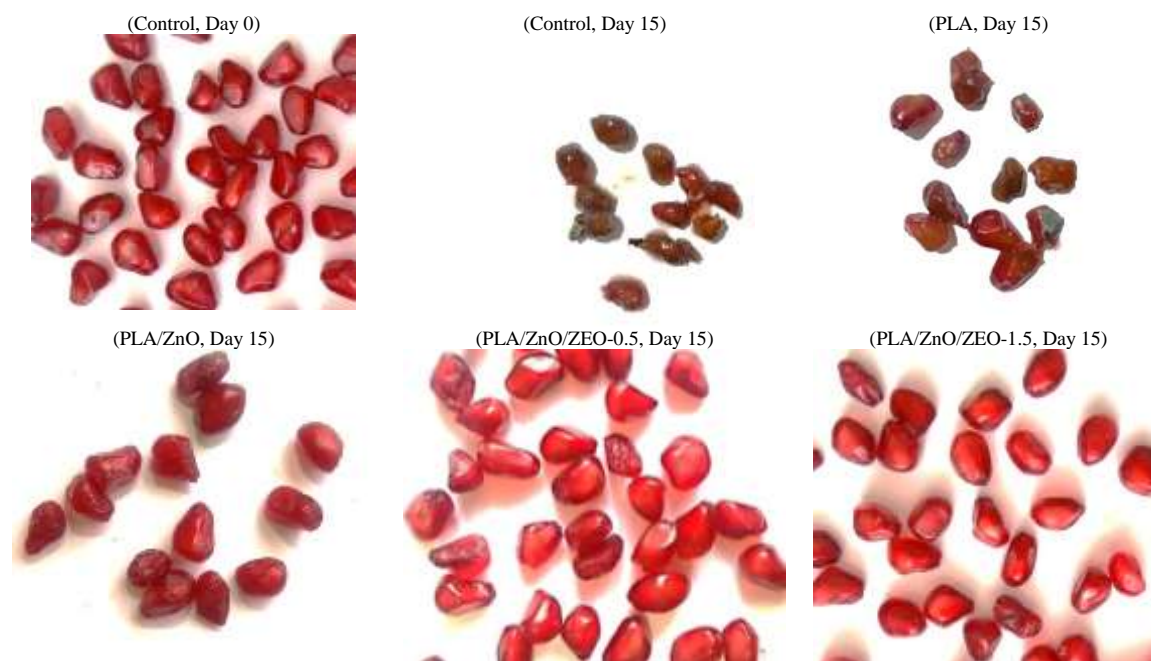 (Control, Day 0)
(Control, Day 15)
(PLA, Day 15)
(PLA/ZnO, Day 15)
(PLA/ZnO/ZEO-0.5, Day 15)
(PLA/ZnO/ZEO-1.5, Day 15)